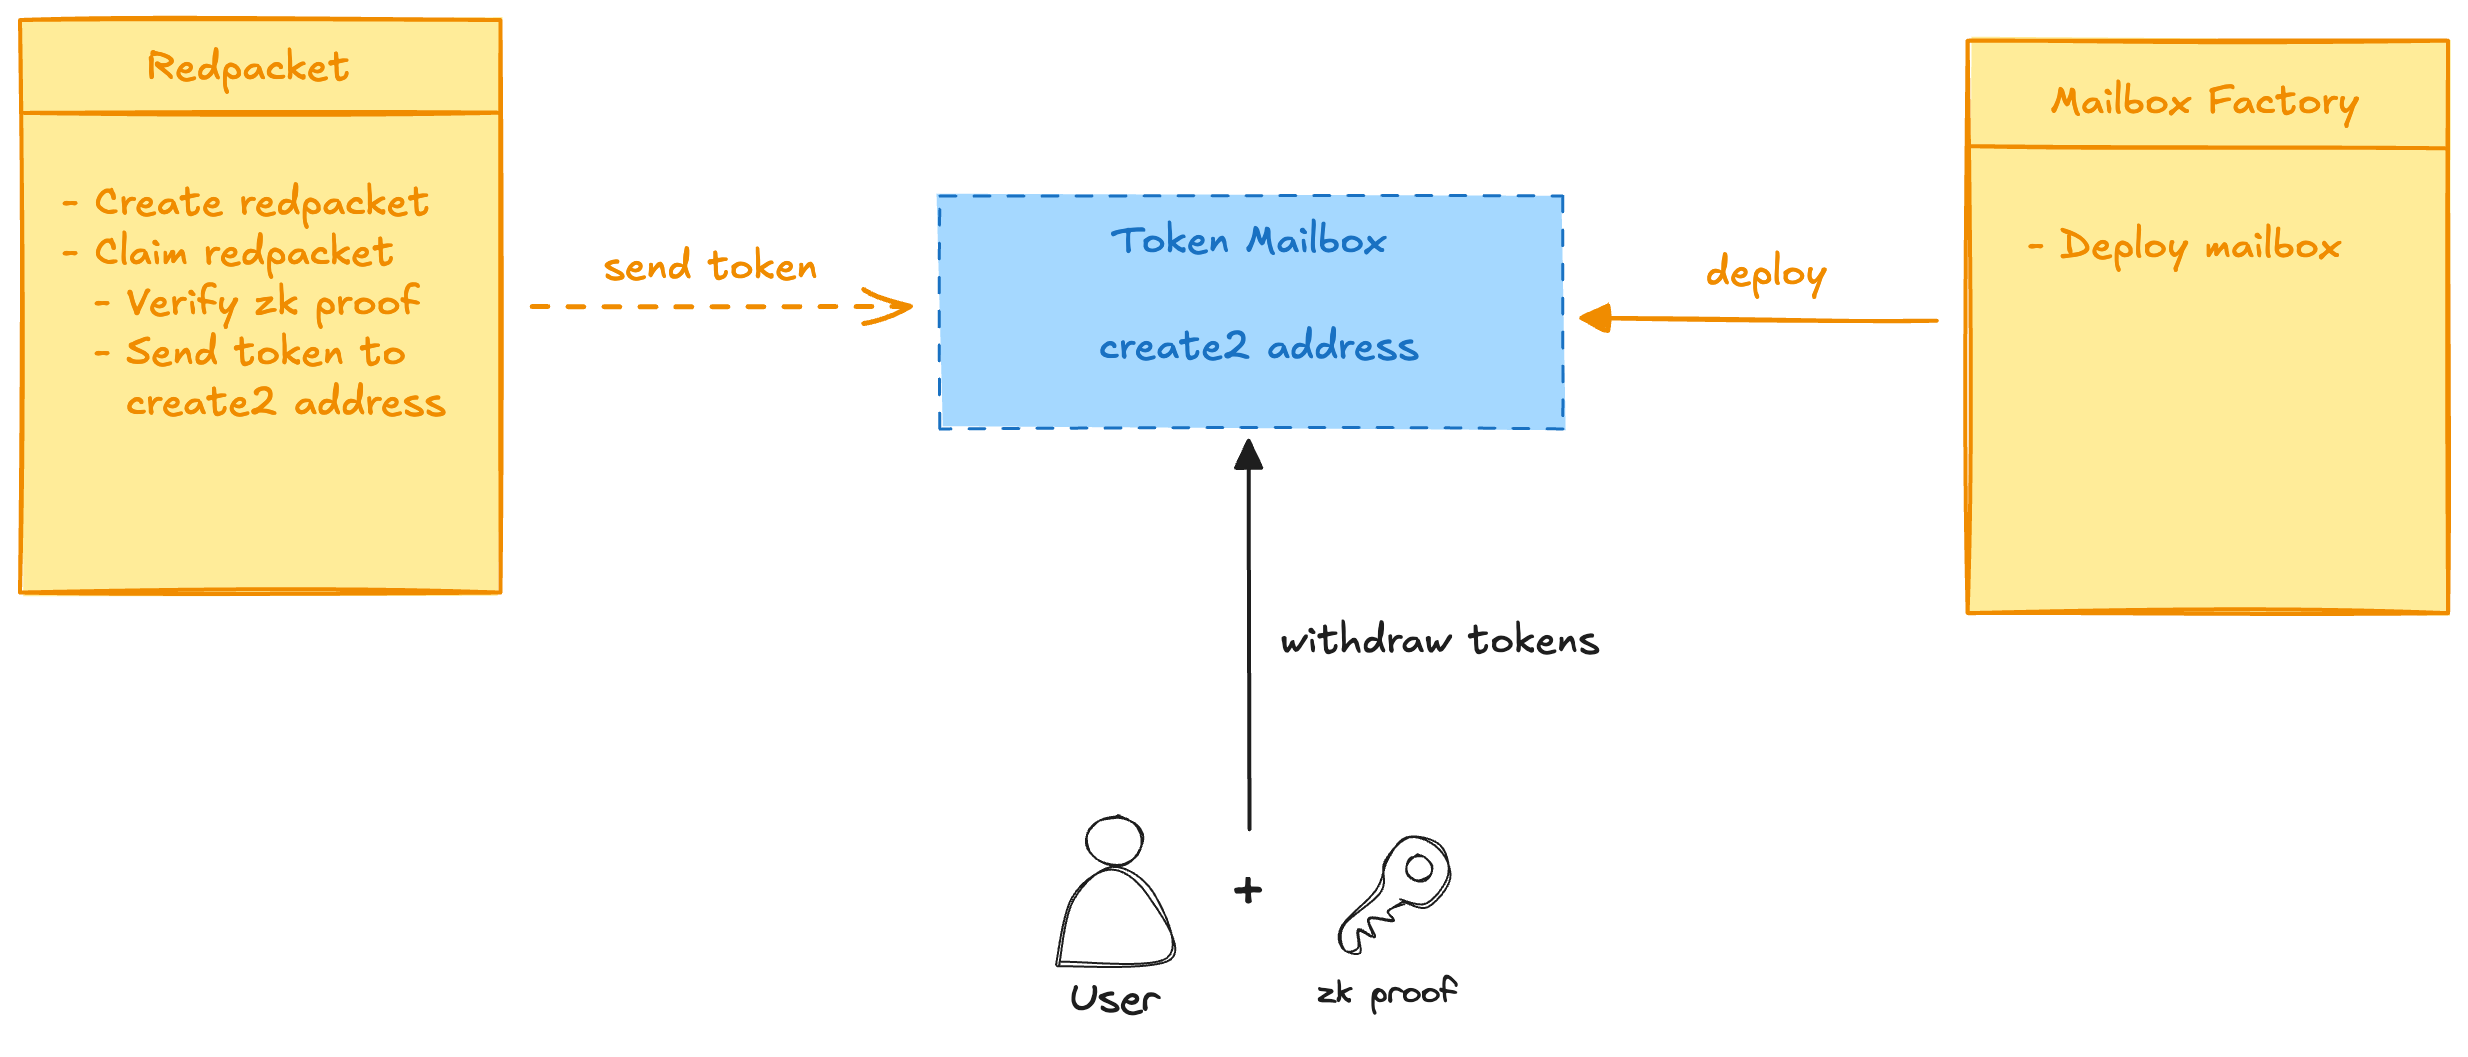 Redpacket
- Create redpacket
- Claim redpacket
- Verify zk proof
- Send token to
create2 address
send token
Token Mailbox
create2 address
deploy
Mailbox Factory
- Deploy mailbox
withdraw tokens
+
User
zk proof